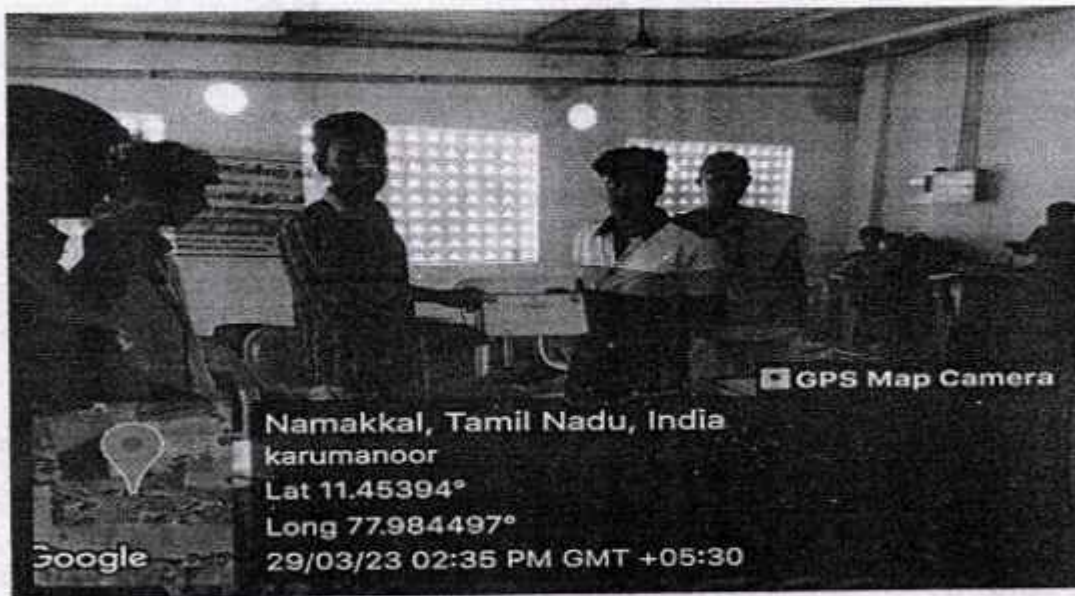 GPS Map Camera
Namakkal, Tamil Nadu, India
karumanoor
Lat 11.45394°
Long 77.984497°
29/03/23 02:35 PM GMT +05:30
Google